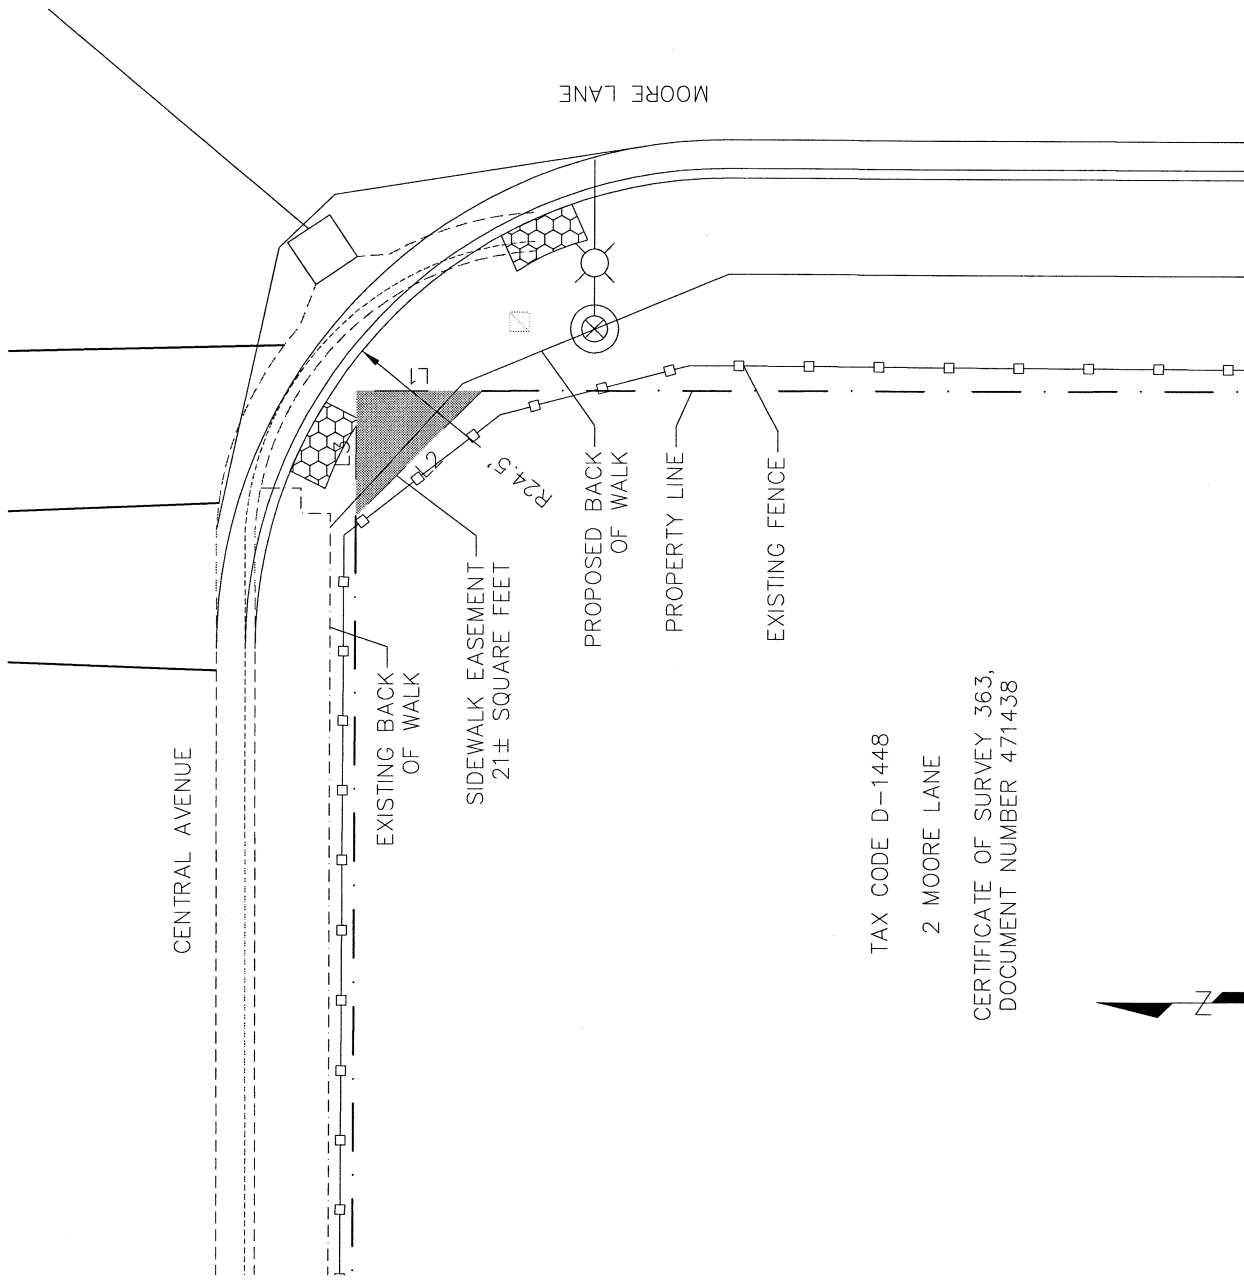 MOORE LANE
L1
L3
L2
R24.5'
CENTRAL AVENUE
EXISTING BACK
OF WALK
SIDEWALK EASEMENT
21± SQUARE FEET
PROPOSED BACK
OF WALK
PROPERTY LINE
EXISTING FENCE
TAX CODE D-1448
2 MOORE LANE
CERTIFICATE OF SURVEY 363,
DOCUMENT NUMBER 471438
N